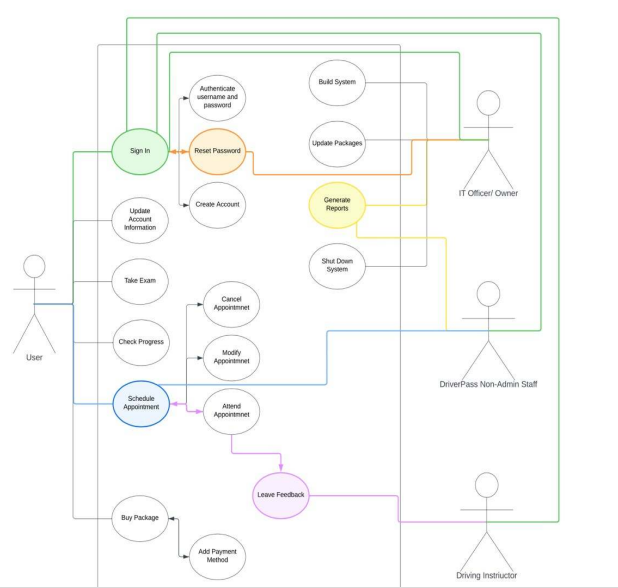 Authenticate
username and
password
Build System
Sign In
Reset Password
Update Packages
IT Officer/ Owner
Update
Account
Information
Create Account
Generate
Reports
Take Exam
Shut Down
System
User
Cancel
Appointmnet
Check Progress
Modify
Appointmnet
DriverPass Non-Admin Staff
Schedule
Appointment
Attend
Appointmnet
Leave Feedback
Buy Package
Add Payment
Method
Driving Instriuctor